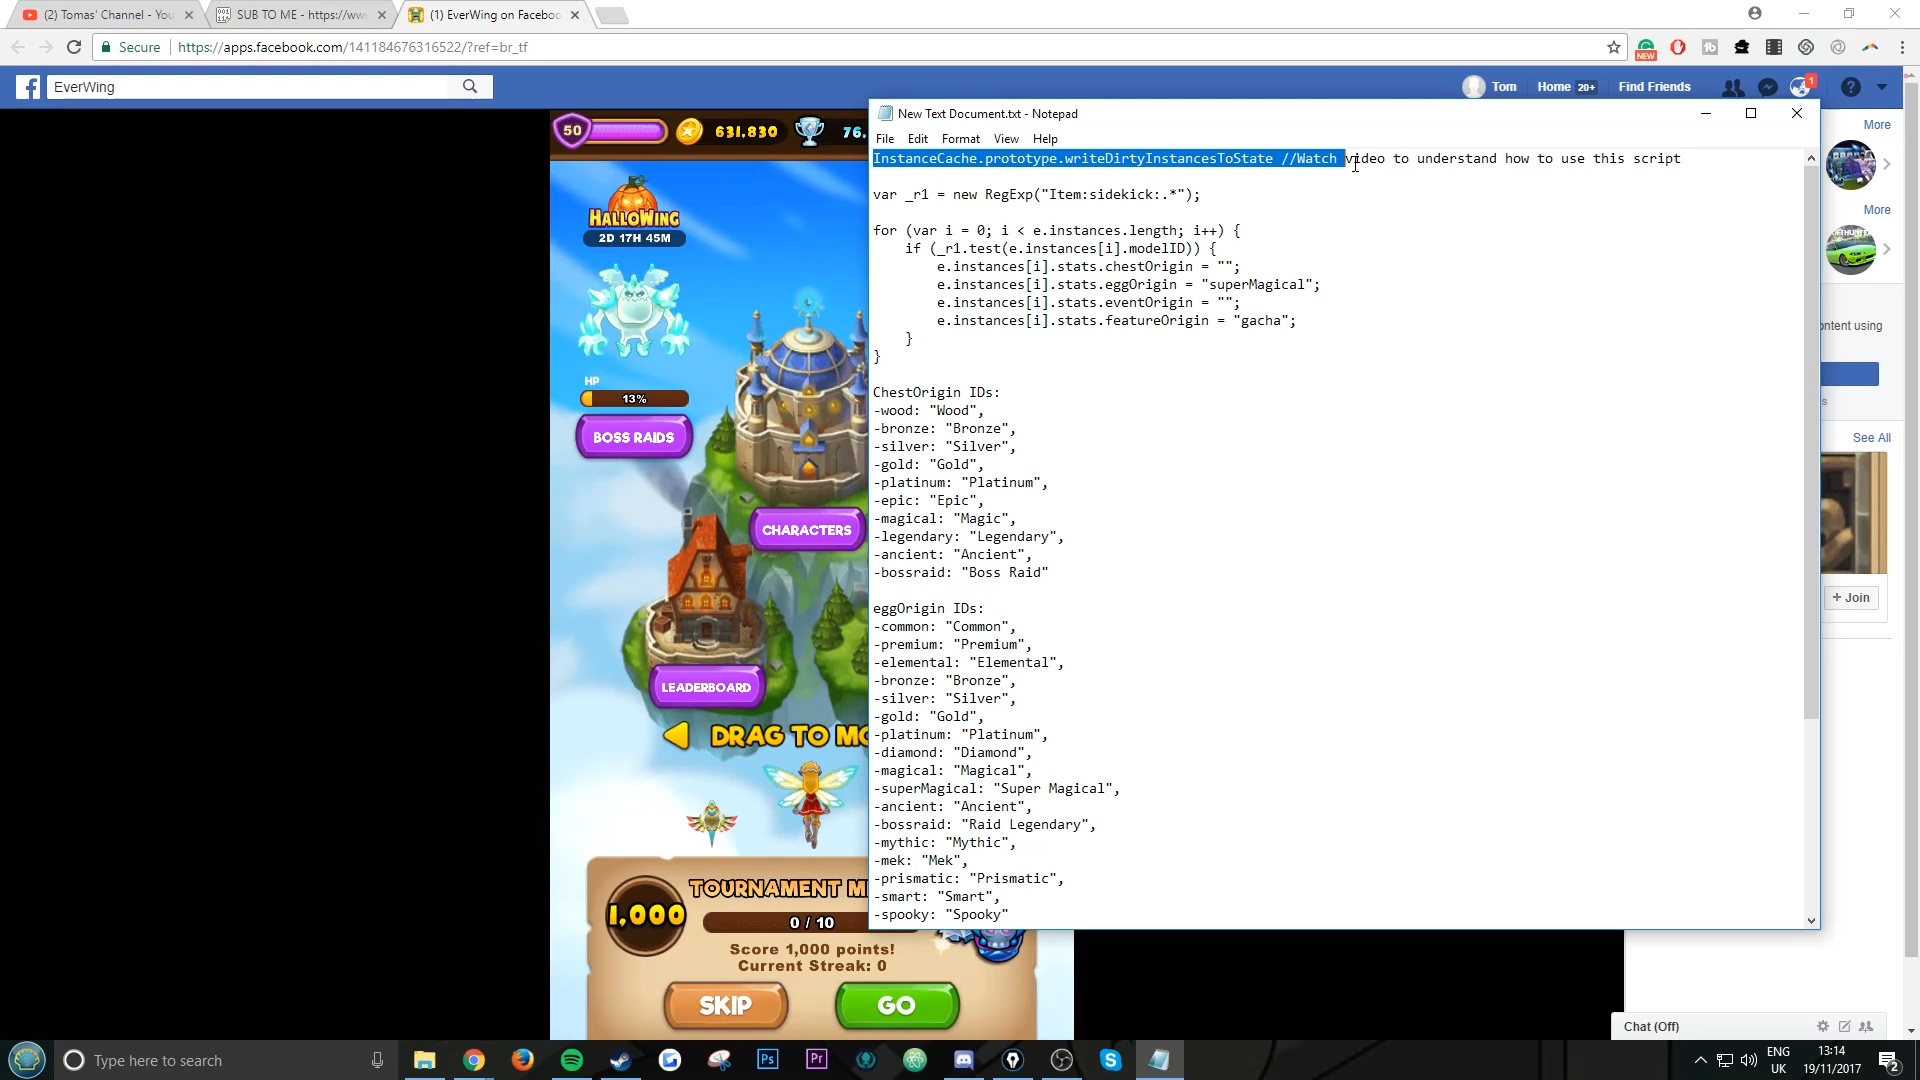 (2) Tomas' Channel - You
SUB TO ME - https://ww
(1) EverWing on Faceboo
Secure
https://apps.facebook.com/141184676316522/?ref=br_tf
NEW
EverWing
Tom
Home 20+
Find Friends
1
50
631,830
76,
HALLOWING
2D 17H 45M
HP
13%
BOSS RAIDS
CHARACTERS
LEADERBOARD
DRAG TO MO
TOURNAMENT M
1,000
0 / 10
Score 1,000 points!
Current Streak: 0
SKIP
GO
New Text Document.txt - Notepad
File Edit Format View Help
InstanceCache.prototype.writeDirtyInstancesToState //Watch video to understand how to use this script
var _r1 = new RegExp("Item:sidekick:.*");
for (var i = 0; i < e.instances.length; i++) {
if (_r1.test(e.instances[i].modelID)) {
e.instances[i].stats.chestOrigin = "";
e.instances[i].stats.eggOrigin = "superMagical";
e.instances[i].stats.eventOrigin = "";
e.instances[i].stats.featureOrigin = "gacha";
}
}
ChestOrigin IDs:
-wood: "Wood",
-bronze: "Bronze",
-silver: "Silver",
-gold: "Gold",
-platinum: "Platinum",
-epic: "Epic",
-magical: "Magic",
-legendary: "Legendary",
-ancient: "Ancient",
-bossraid: "Boss Raid"
eggOrigin IDs:
-common: "Common",
-premium: "Premium",
-elemental: "Elemental",
-bronze: "Bronze",
-silver: "Silver",
-gold: "Gold",
-platinum: "Platinum",
-diamond: "Diamond",
-magical: "Magical",
-superMagical: "Super Magical",
-ancient: "Ancient",
-bossraid: "Raid Legendary",
-mythic: "Mythic",
-mek: "Mek",
-prismatic: "Prismatic",
-smart: "Smart",
-spooky: "Spooky"
More
More
ontent using
See All
+ Join
Chat (Off)
Type here to search
ENG
UK
13:14
19/11/2017
2